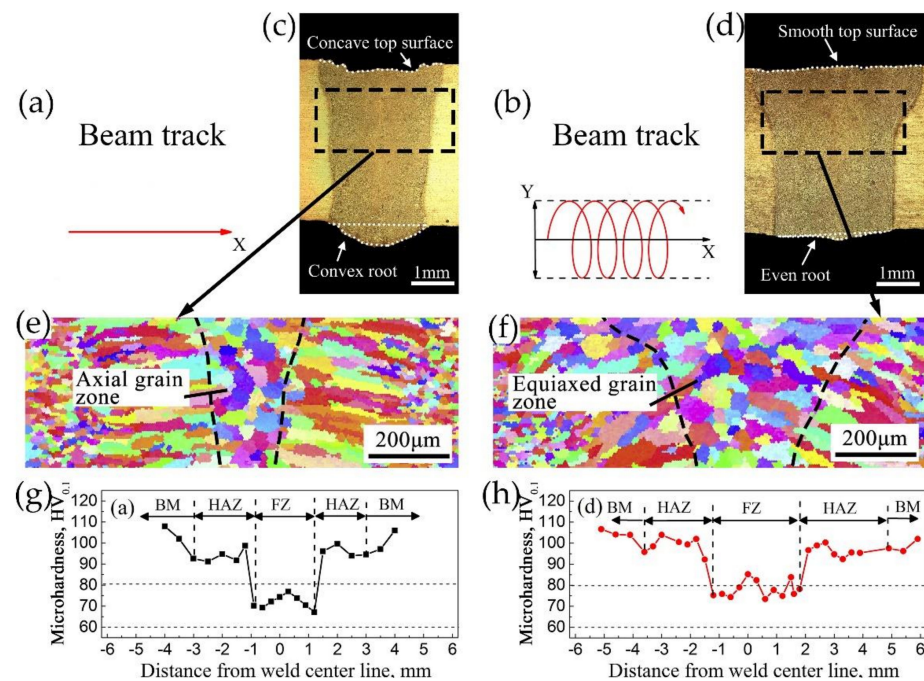 (a)
Beam track
X
(c)
Concave top surface
Convex root
1mm
(b)
Beam track
Y
X
(d)
Smooth top surface
Even root
1mm
(e)
Axial grain
zone
200μm
(f)
Equiaxed grain
zone
200μm
(g)
(a)
BM HAZ FZ HAZ BM
Microhardness, HV0.1
120
110
100
90
80
70
60
-6 -5 -4 -3 -2 -1 0 1 2 3 4 5 6
Distance from weld center line, mm
(h)
(d)
BM HAZ FZ HAZ BM
Microhardness, HV0.1
120
110
100
90
80
70
60
-6 -5 -4 -3 -2 -1 0 1 2 3 4 5 6
Distance from weld center line, mm